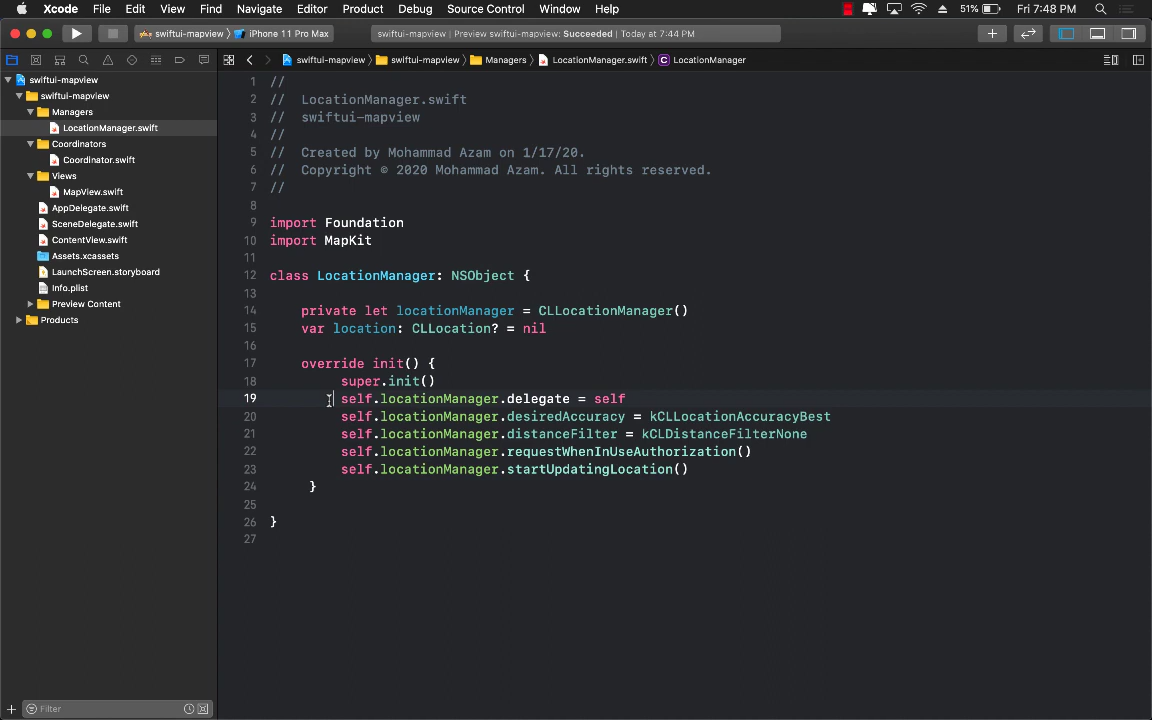 Xcode File Edit View Find Navigate Editor Product Debug Source Control Window Help 51% Fri 7:48 PM
swiftui-mapview iPhone 11 Pro Max swiftui-mapview | Preview swiftui-mapview: Succeeded | Today at 7:44 PM
swiftui-mapview swiftui-mapview Managers LocationManager.swift C LocationManager
swiftui-mapview
swiftui-mapview
Managers
LocationManager.swift
Coordinators
Coordinator.swift
Views
MapView.swift
AppDelegate.swift
SceneDelegate.swift
ContentView.swift
Assets.xcassets
LaunchScreen.storyboard
Info.plist
Preview Content
Products
Filter
1 //
2 // LocationManager.swift
3 // swiftui-mapview
4 //
5 // Created by Mohammad Azam on 1/17/20.
6 // Copyright © 2020 Mohammad Azam. All rights reserved.
7 //
8
9 import Foundation
10 import MapKit
11
12 class LocationManager: NSObject {
13
14 private let locationManager = CLLocationManager()
15 var location: CLLocation? = nil
16
17 override init() {
18 super.init()
19 self.locationManager.delegate = self
20 self.locationManager.desiredAccuracy = kCLLocationAccuracyBest
21 self.locationManager.distanceFilter = kCLDistanceFilterNone
22 self.locationManager.requestWhenInUseAuthorization()
23 self.locationManager.startUpdatingLocation()
24 }
25
26 }
27